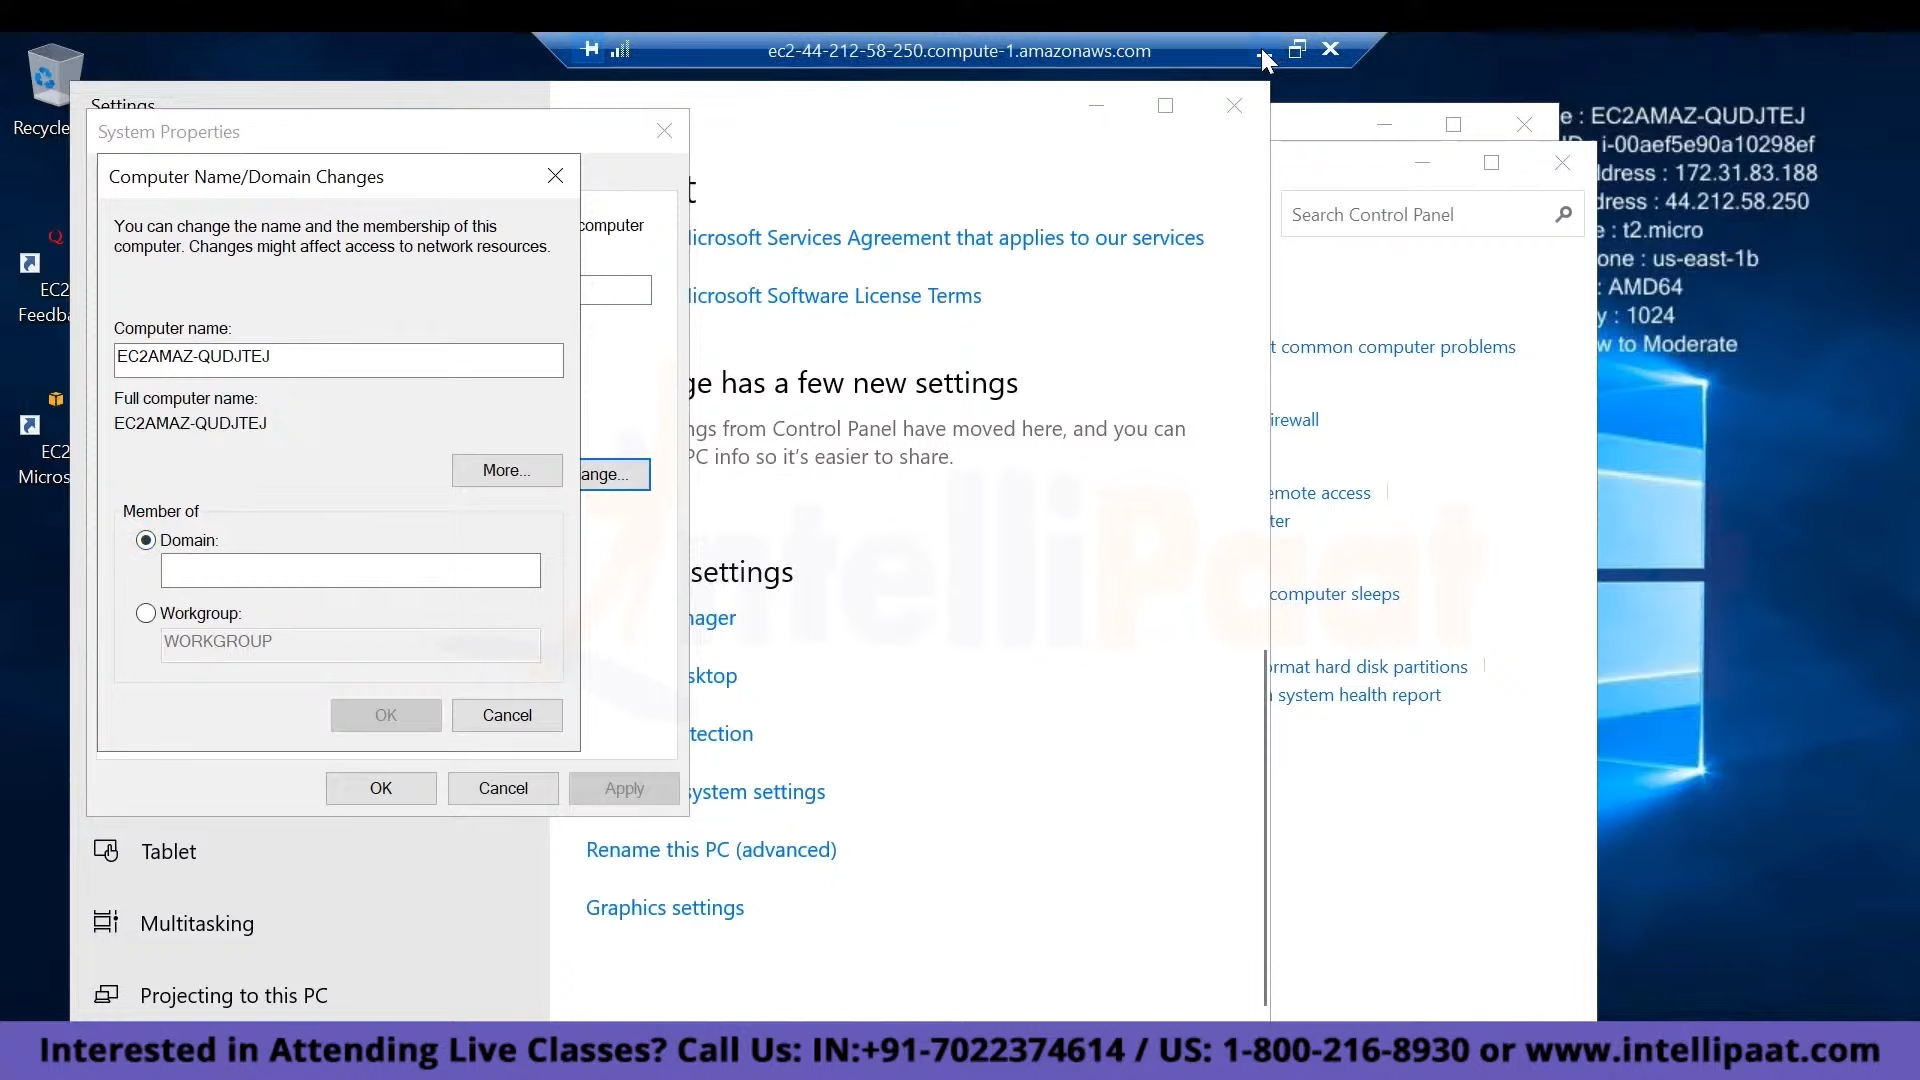 ec2-44-212-58-250.compute-1.amazonaws.com
Recycle
EC2
Feedba
EC2
Micros
Settings
System Properties
computer
ange...
OK
Cancel
Apply
Computer Name/Domain Changes
You can change the name and the membership of this
computer. Changes might affect access to network resources.
Computer name:
EC2AMAZ-QUDJTEJ
Full computer name:
EC2AMAZ-QUDJTEJ
More...
Member of
Domain:
Workgroup:
WORKGROUP
OK
Cancel
Tablet
Multitasking
Projecting to this PC
t
licrosoft Services Agreement that applies to our services
licrosoft Software License Terms
ge has a few new settings
ngs from Control Panel have moved here, and you can
PC info so it's easier to share.
settings
nager
sktop
tection
system settings
Rename this PC (advanced)
Graphics settings
Search Control Panel
t common computer problems
irewall
emote access
ter
computer sleeps
ormat hard disk partitions
system health report
e : EC2AMAZ-QUDJTEJ
ID : i-00aef5e90a10298ef
ddress : 172.31.83.188
dress : 44.212.58.250
e : t2.micro
one : us-east-1b
: AMD64
y : 1024
w to Moderate
IntelliPaat
Interested in Attending Live Classes? Call Us: IN:+91-7022374614 / US: 1-800-216-8930 or www.intellipaat.com